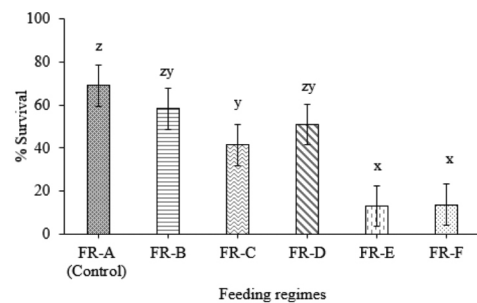 100
80
60
40
20
0
% Survival
z
zy
y
zy
x
x
FR-A FR-B FR-C FR-D FR-E FR-F
(Control)
Feeding regimes